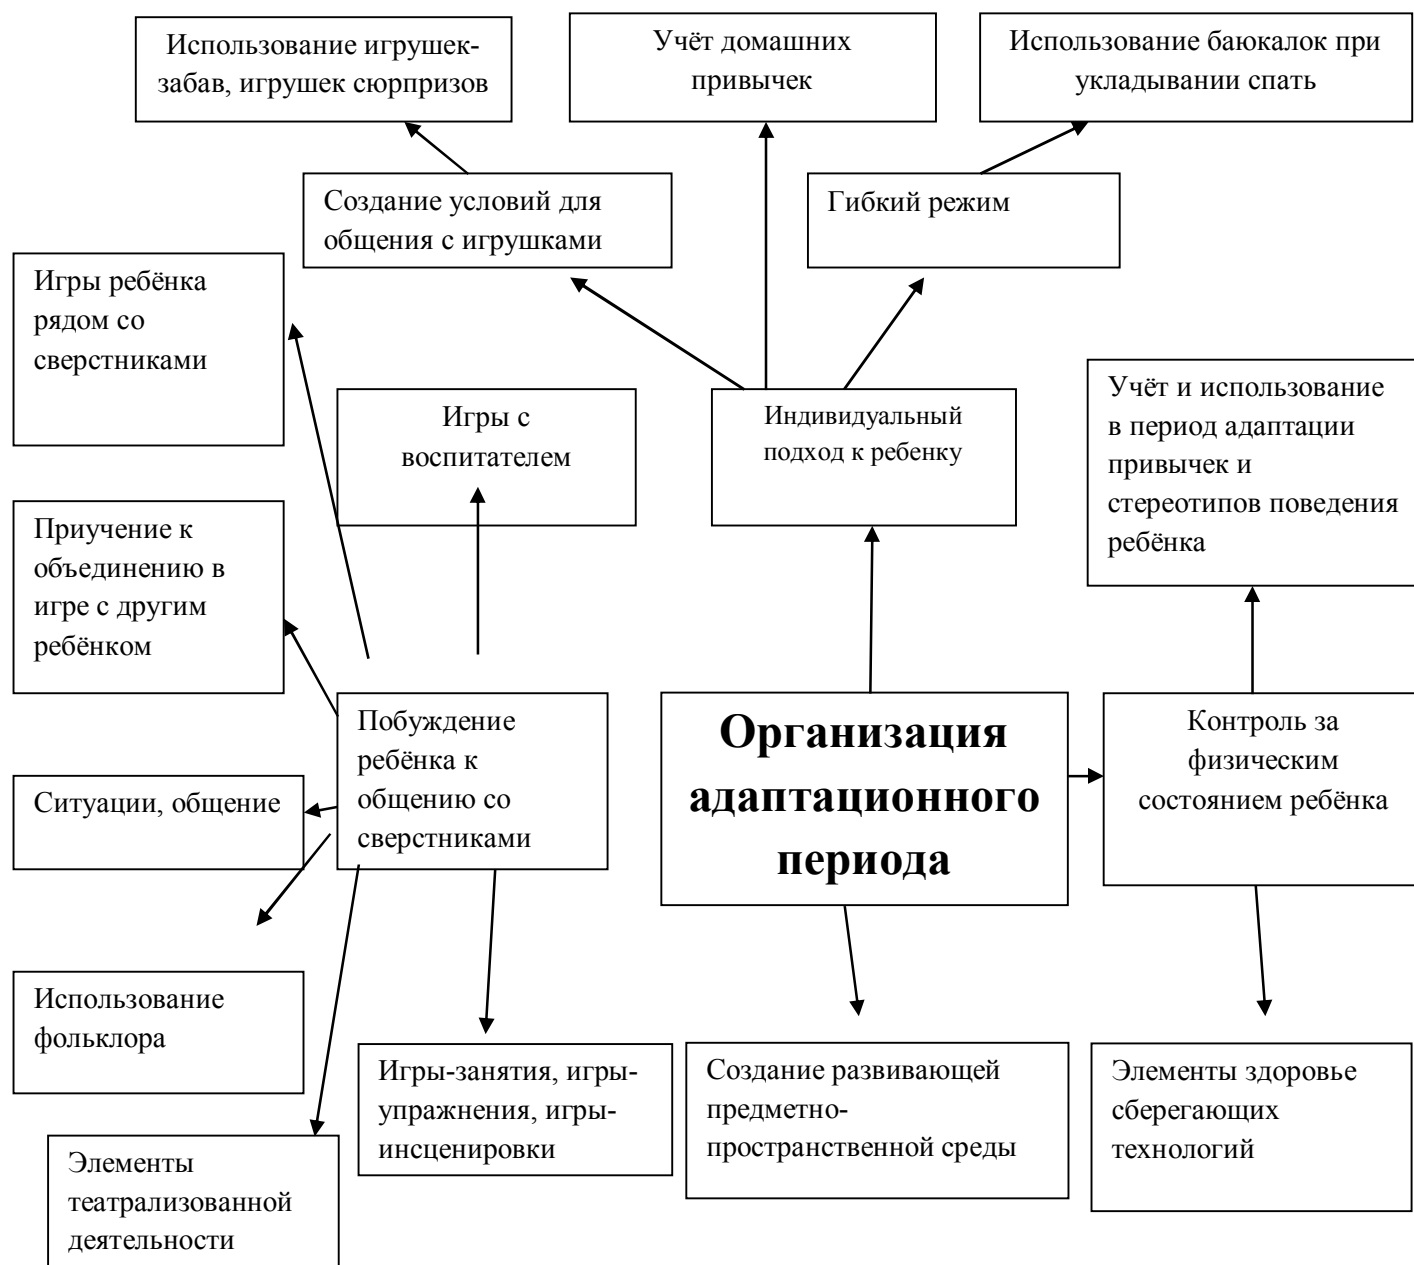 Использование игрушек-
забав, игрушек сюрпризов
Учёт домашних
привычек
Использование баюкалок при
укладывании спать
Создание условий для
общения с игрушками
Гибкий режим
Игры ребёнка
рядом со
сверстниками
Игры с
воспитателем
Индивидуальный
подход к ребенку
Учёт и использование
в период адаптации
привычек и
стереотипов поведения
ребёнка
Приучение к
объединению в
игре с другим
ребёнком
Побуждение
ребёнка к
общению со
сверстниками
Организация
адаптационного
периода
Контроль за
физическим
состоянием ребёнка
Ситуации, общение
Использование
фольклора
Игры-занятия, игры-
упражнения, игры-
инсценировки
Создание развивающей
предметно-
пространственной среды
Элементы здоровье
сберегающих
технологий
Элементы
театрализованной
деятельности